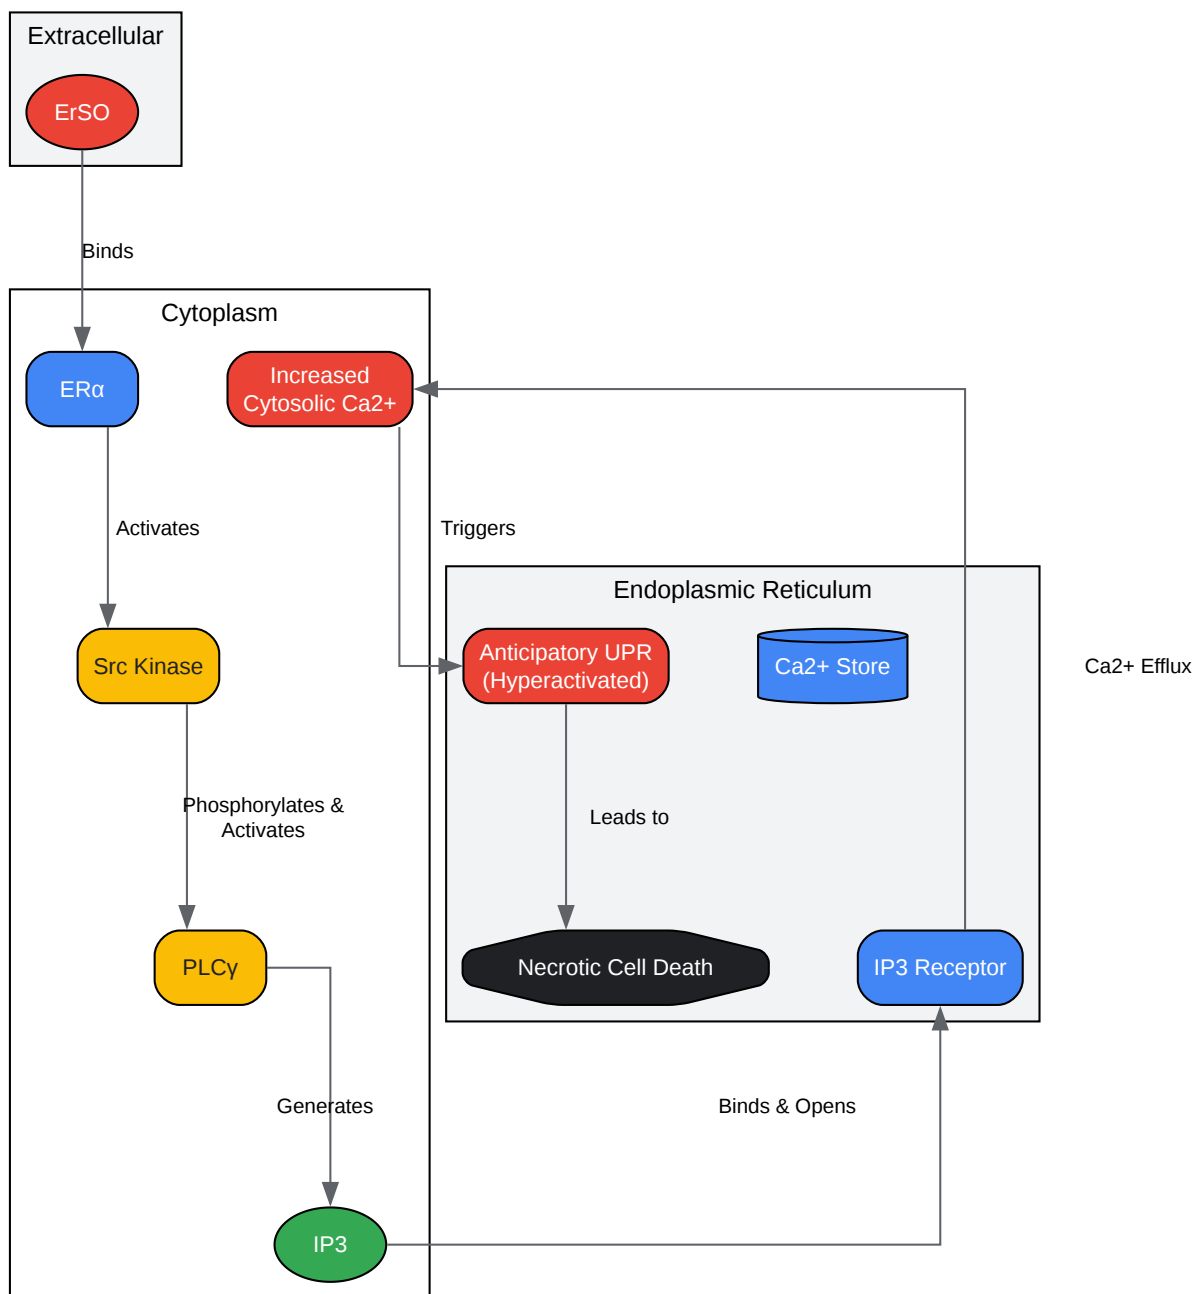 Extracellular
ErSO
Binds
Cytoplasm
ERα
Increased
Cytosolic Ca2+
Activates
Triggers
Endoplasmic Reticulum
Src Kinase
Anticipatory UPR
(Hyperactivated)
Ca2+ Store
Ca2+ Efflux
Phosphorylates &
Activates
Leads to
PLCγ
Necrotic Cell Death
IP3 Receptor
Generates
Binds & Opens
IP3